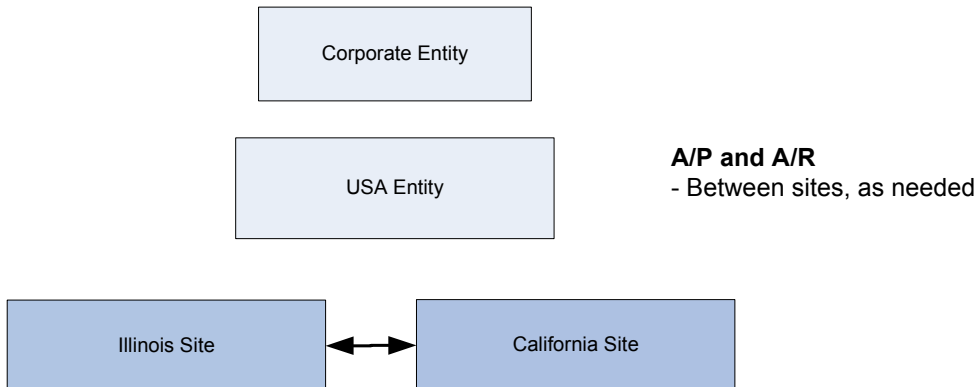 Corporate Entity
USA Entity
A/P and A/R
- Between sites, as needed
Illinois Site
California Site